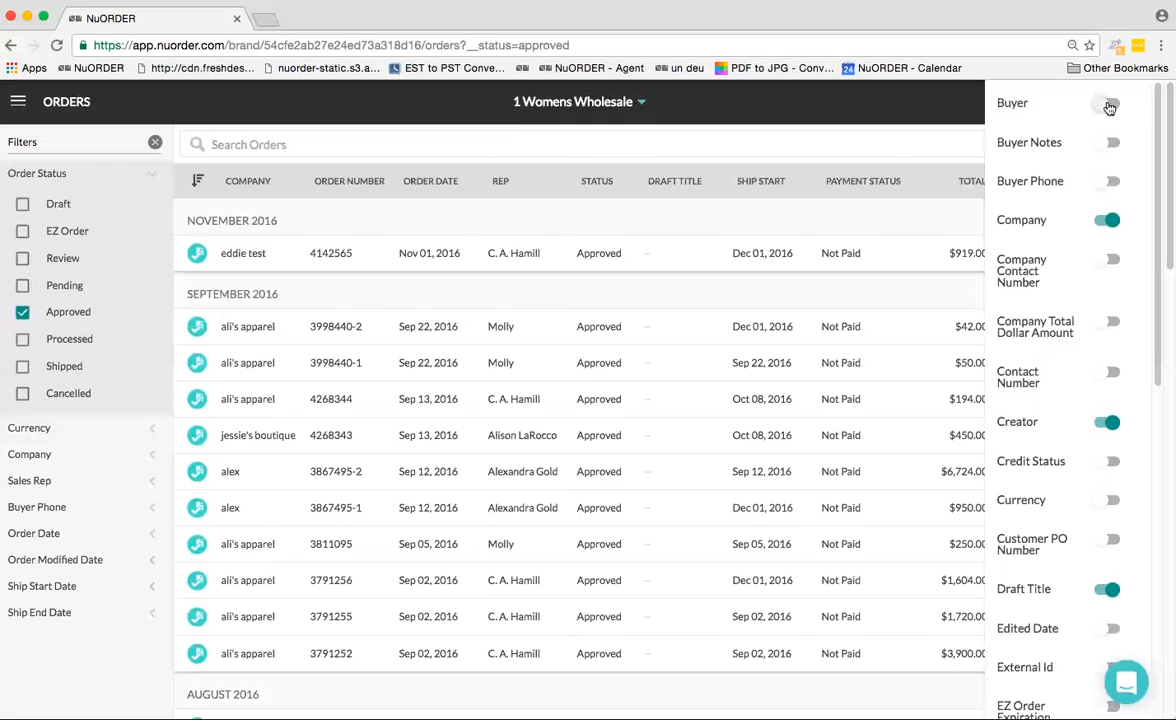 NuORDER
https://app.nuorder.com/brand/54cfe2ab27e24ed73a318d16/orders?__status=approved
Apps NuORDER http://cdn.freshdes... nuorder-static.s3.a... EST to PST Conve... NuORDER - Agent un deu PDF to JPG - Conv... 24 NuORDER - Calendar Other Bookmarks
ORDERS
1 Womens Wholesale
Filters
Order Status
Draft
EZ Order
Review
Pending
Approved
Processed
Shipped
Cancelled
Currency
Company
Sales Rep
Buyer Phone
Order Date
Order Modified Date
Ship Start Date
Ship End Date
Search Orders
COMPANY ORDER NUMBER ORDER DATE REP STATUS DRAFT TITLE SHIP START PAYMENT STATUS TOTAL
NOVEMBER 2016
eddie test 4142565 Nov 01, 2016 C. A. Hamill Approved – Dec 01, 2016 Not Paid $919.00
SEPTEMBER 2016
ali's apparel 3998440-2 Sep 22, 2016 Molly Approved – Dec 01, 2016 Not Paid $42.00
ali's apparel 3998440-1 Sep 22, 2016 Molly Approved – Sep 22, 2016 Not Paid $50.00
ali's apparel 4268344 Sep 13, 2016 C. A. Hamill Approved – Oct 08, 2016 Not Paid $194.00
jessie's boutique 4268343 Sep 13, 2016 Alison LaRocco Approved – Oct 08, 2016 Not Paid $450.00
alex 3867495-2 Sep 12, 2016 Alexandra Gold Approved – Sep 12, 2016 Not Paid $6,724.00
alex 3867495-1 Sep 12, 2016 Alexandra Gold Approved – Sep 12, 2016 Not Paid $950.00
ali's apparel 3811095 Sep 05, 2016 Molly Approved – Sep 05, 2016 Not Paid $250.00
ali's apparel 3791256 Sep 02, 2016 C. A. Hamill Approved – Dec 01, 2016 Not Paid $1,604.00
ali's apparel 3791255 Sep 02, 2016 C. A. Hamill Approved – Sep 02, 2016 Not Paid $1,720.00
ali's apparel 3791252 Sep 02, 2016 C. A. Hamill Approved – Sep 02, 2016 Not Paid $3,900.00
AUGUST 2016
Buyer
Buyer Notes
Buyer Phone
Company
Company
Contact
Number
Company Total
Dollar Amount
Contact
Number
Creator
Credit Status
Currency
Customer PO
Number
Draft Title
Edited Date
External Id
EZ Order
Expiration